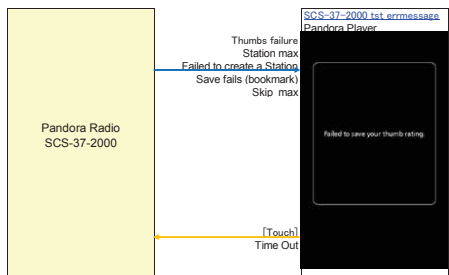 SCS-37-2000 tst errmessage
Pandora Player
Thumbs failure
Station max
Failed to create a Station
Save fails (bookmark)
Skip max
Pandora Radio
SCS-37-2000
Failed to save your thumb rating.
[Touch]
Time Out